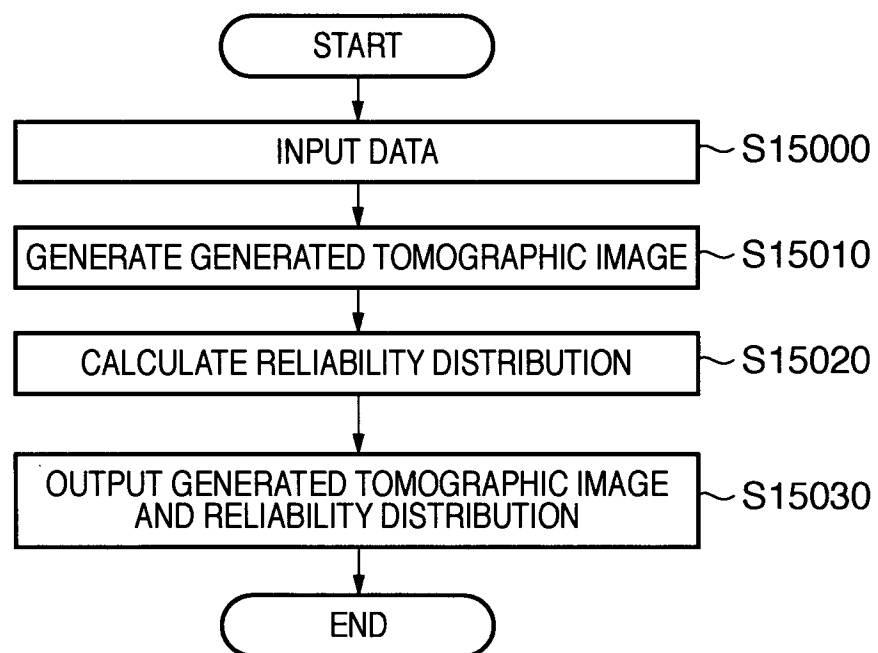 START
INPUT DATA
S15000
GENERATE GENERATED TOMOGRAPHIC IMAGE
S15010
CALCULATE RELIABILITY DISTRIBUTION
S15020
OUTPUT GENERATED TOMOGRAPHIC IMAGE
AND RELIABILITY DISTRIBUTION
S15030
END